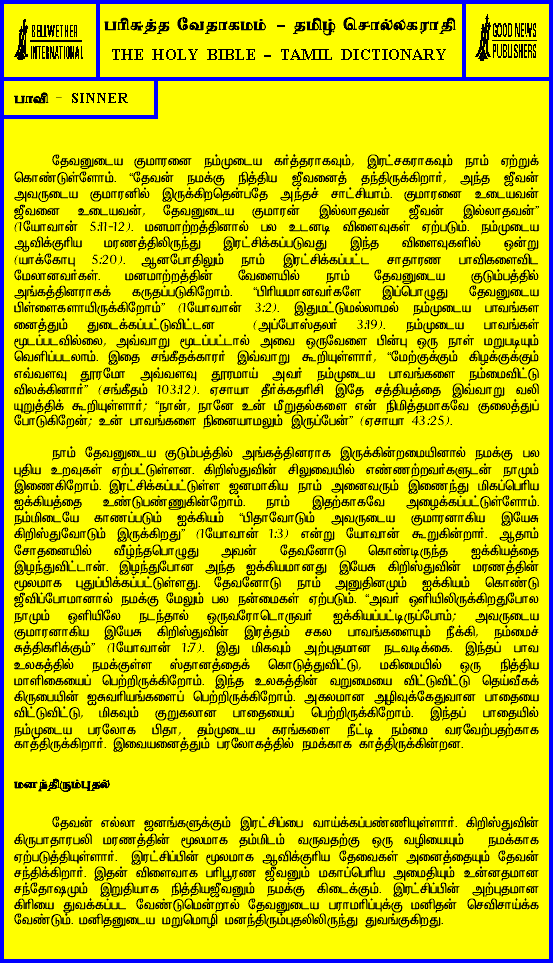 BELLWETHER
INTERNATIONAL
பரிசுத்த வேதாகமம் - தமிழ் சொல்லகராதி
THE HOLY BIBLE - TAMIL DICTIONARY
GOOD NEWS
PUBLISHERS
பாவி - SINNER
தேவனுடைய குமாரனை நம்முடைய கர்த்தராகவும், இரட்சகராகவும் நாம் ஏற்றுக்
கொண்டுள்ளோம். “தேவன் நமக்கு நித்திய ஜீவனைத் தந்திருக்கிறார், அந்த ஜீவன்
அவருடைய குமாரனில் இருக்கிறதென்பதே அந்தச் சாட்சியாம். குமாரனை உடையவன்
ஜீவனை உடையவன், தேவனுடைய குமாரன் இல்லாதவன் ஜீவன் இல்லாதவன்”
(1யோவான் 5:11-12). மனமாற்றத்தினால் பல உடனடி விளைவுகள் ஏற்படும். நம்முடைய
ஆவிக்குரிய மரணத்திலிருந்து இரட்சிக்கப்படுவது இந்த விளைவுகளில் ஒன்று
(யாக்கோபு 5:20). ஆனபோதிலும் நாம் இரட்சிக்கப்பட்ட சாதாரண பாவிகளைவிட
மேலானவர்கள். மனமாற்றத்தின் வேளையில் நாம் தேவனுடைய குடும்பத்தில்
அங்கத்தினராகக் கருதப்படுகிறோம். “பிரியமானவர்களே இப்பொழுது தேவனுடைய
பிள்ளைகளாயிருக்கிறோம்” (1யோவான் 3:2). இதுமட்டுமல்லாமல் நம்முடைய பாவங்கள
னைத்தும் துடைக்கப்பட்டுவிட்டன (அப்போஸ்தலர் 3:19). நம்முடைய பாவங்கள்
மூடப்படவில்லை, அவ்வாறு மூடப்பட்டால் அவை ஒருவேளை பின்பு ஒரு நாள் மறுபடியும்
வெளிப்படலாம். இதை சங்கீதக்காரர் இவ்வாறு கூறியுள்ளார், “மேற்குக்கும் கிழக்குக்கும்
எவ்வளவு தூரமோ அவ்வளவு தூரமாய் அவர் நம்முடைய பாவங்களை நம்மைவிட்டு
விலக்கினார்” (சங்கீதம் 103:12). ஏசாயா தீர்க்கதரிசி இதே சத்தியத்தை இவ்வாறு வலி
யுறுத்திக் கூறியுள்ளார்; “நான், நானே உன் மீறுதல்களை என் நிமித்தமாகவே குலைத்துப்
போடுகிறேன்; உன் பாவங்களை நினையாமலும் இருப்பேன்” (ஏசாயா 43:25).
நாம் தேவனுடைய குடும்பத்தில் அங்கத்தினராக இருக்கின்றமையினால் நமக்கு பல
புதிய உறவுகள் ஏற்பட்டுள்ளன. கிறிஸ்துவின் சிலுவையில் எண்ணற்றவர்களுடன் நாமும்
இணைகிறோம். இரட்சிக்கப்பட்டுள்ள ஜனமாகிய நாம் அனைவரும் இணைந்து மிகப்பெரிய
ஐக்கியத்தை உண்டுபண்ணுகின்றோம். நாம் இதற்காகவே அழைக்கப்பட்டுள்ளோம்.
நம்மிடையே காணப்படும் ஐக்கியம் “பிதாவோடும் அவருடைய குமாரனாகிய இயேசு
கிறிஸ்துவோடும் இருக்கிறது” (1யோவான் 1:3) என்று யோவான் கூறுகின்றார். ஆதாம்
சோதனையில் வீழ்ந்தபொழுது அவன் தேவனோடு கொண்டிருந்த ஐக்கியத்தை
இழந்துவிட்டான். இழந்துபோன அந்த ஐக்கியமானது இயேசு கிறிஸ்துவின் மரணத்தின்
மூலமாக புதுப்பிக்கப்பட்டுள்ளது. தேவனோடு நாம் அனுதினமும் ஐக்கியம் கொண்டு
ஜீவிப்போமானால் நமக்கு மேலும் பல நன்மைகள் ஏற்படும். “அவர் ஒளியிலிருக்கிறதுபோல
நாமும் ஒளியிலே நடந்தால் ஒருவரோடொருவர் ஐக்கியப்பட்டிருப்போம்; அவருடைய
குமாரனாகிய இயேசு கிறிஸ்துவின் இரத்தம் சகல பாவங்களையும் நீக்கி, நம்மைச்
சுத்திகரிக்கும்” (1யோவான் 1:7). இது மிகவும் அற்புதமான நடவடிக்கை. இந்தப் பாவ
உலகத்தில் நமக்குள்ள ஸ்தானத்தைக் கொடுத்துவிட்டு, மகிமையில் ஒரு நித்திய
மாளிகையைப் பெற்றிருக்கிறோம். இந்த உலகத்தின் வறுமையை விட்டுவிட்டு தெய்வீகக்
கிருபையின் ஐசுவரியங்களைப் பெற்றிருக்கிறோம். அகலமான அழிவுக்கேதுவான பாதையை
விட்டுவிட்டு, மிகவும் குறுகலான பாதையைப் பெற்றிருக்கிறோம். இந்தப் பாதையில்
நம்முடைய பரலோக பிதா, தம்முடைய கரங்களை நீட்டி நம்மை வரவேற்பதற்காக
காத்திருக்கிறார். இவையனைத்தும் பரலோகத்தில் நமக்காக காத்திருக்கின்றன.
மனந்திரும்புதல்
தேவன் எல்லா ஜனங்களுக்கும் இரட்சிப்பை வாய்க்கப்பண்ணியுள்ளார். கிறிஸ்துவின்
கிருபாதாரபலி மரணத்தின் மூலமாக தம்மிடம் வருவதற்கு ஒரு வழியையும் நமக்காக
ஏற்படுத்தியுள்ளார். இரட்சிப்பின் மூலமாக ஆவிக்குரிய தேவைகள் அனைத்தையும் தேவன்
சந்திக்கிறார். இதன் விளைவாக பரிபூரண ஜீவனும் மகாப்பெரிய அமைதியும் உன்னதமான
சந்தோஷமும் இறுதியாக நித்தியஜீவனும் நமக்கு கிடைக்கும். இரட்சிப்பின் அற்புதமான
கிரியை துவக்கப்பட வேண்டுமென்றால் தேவனுடைய பராமரிப்புக்கு மனிதன் செவிசாய்க்க
வேண்டும். மனிதனுடைய மறுமொழி மனந்திரும்புதலிலிருந்து துவங்குகிறது.